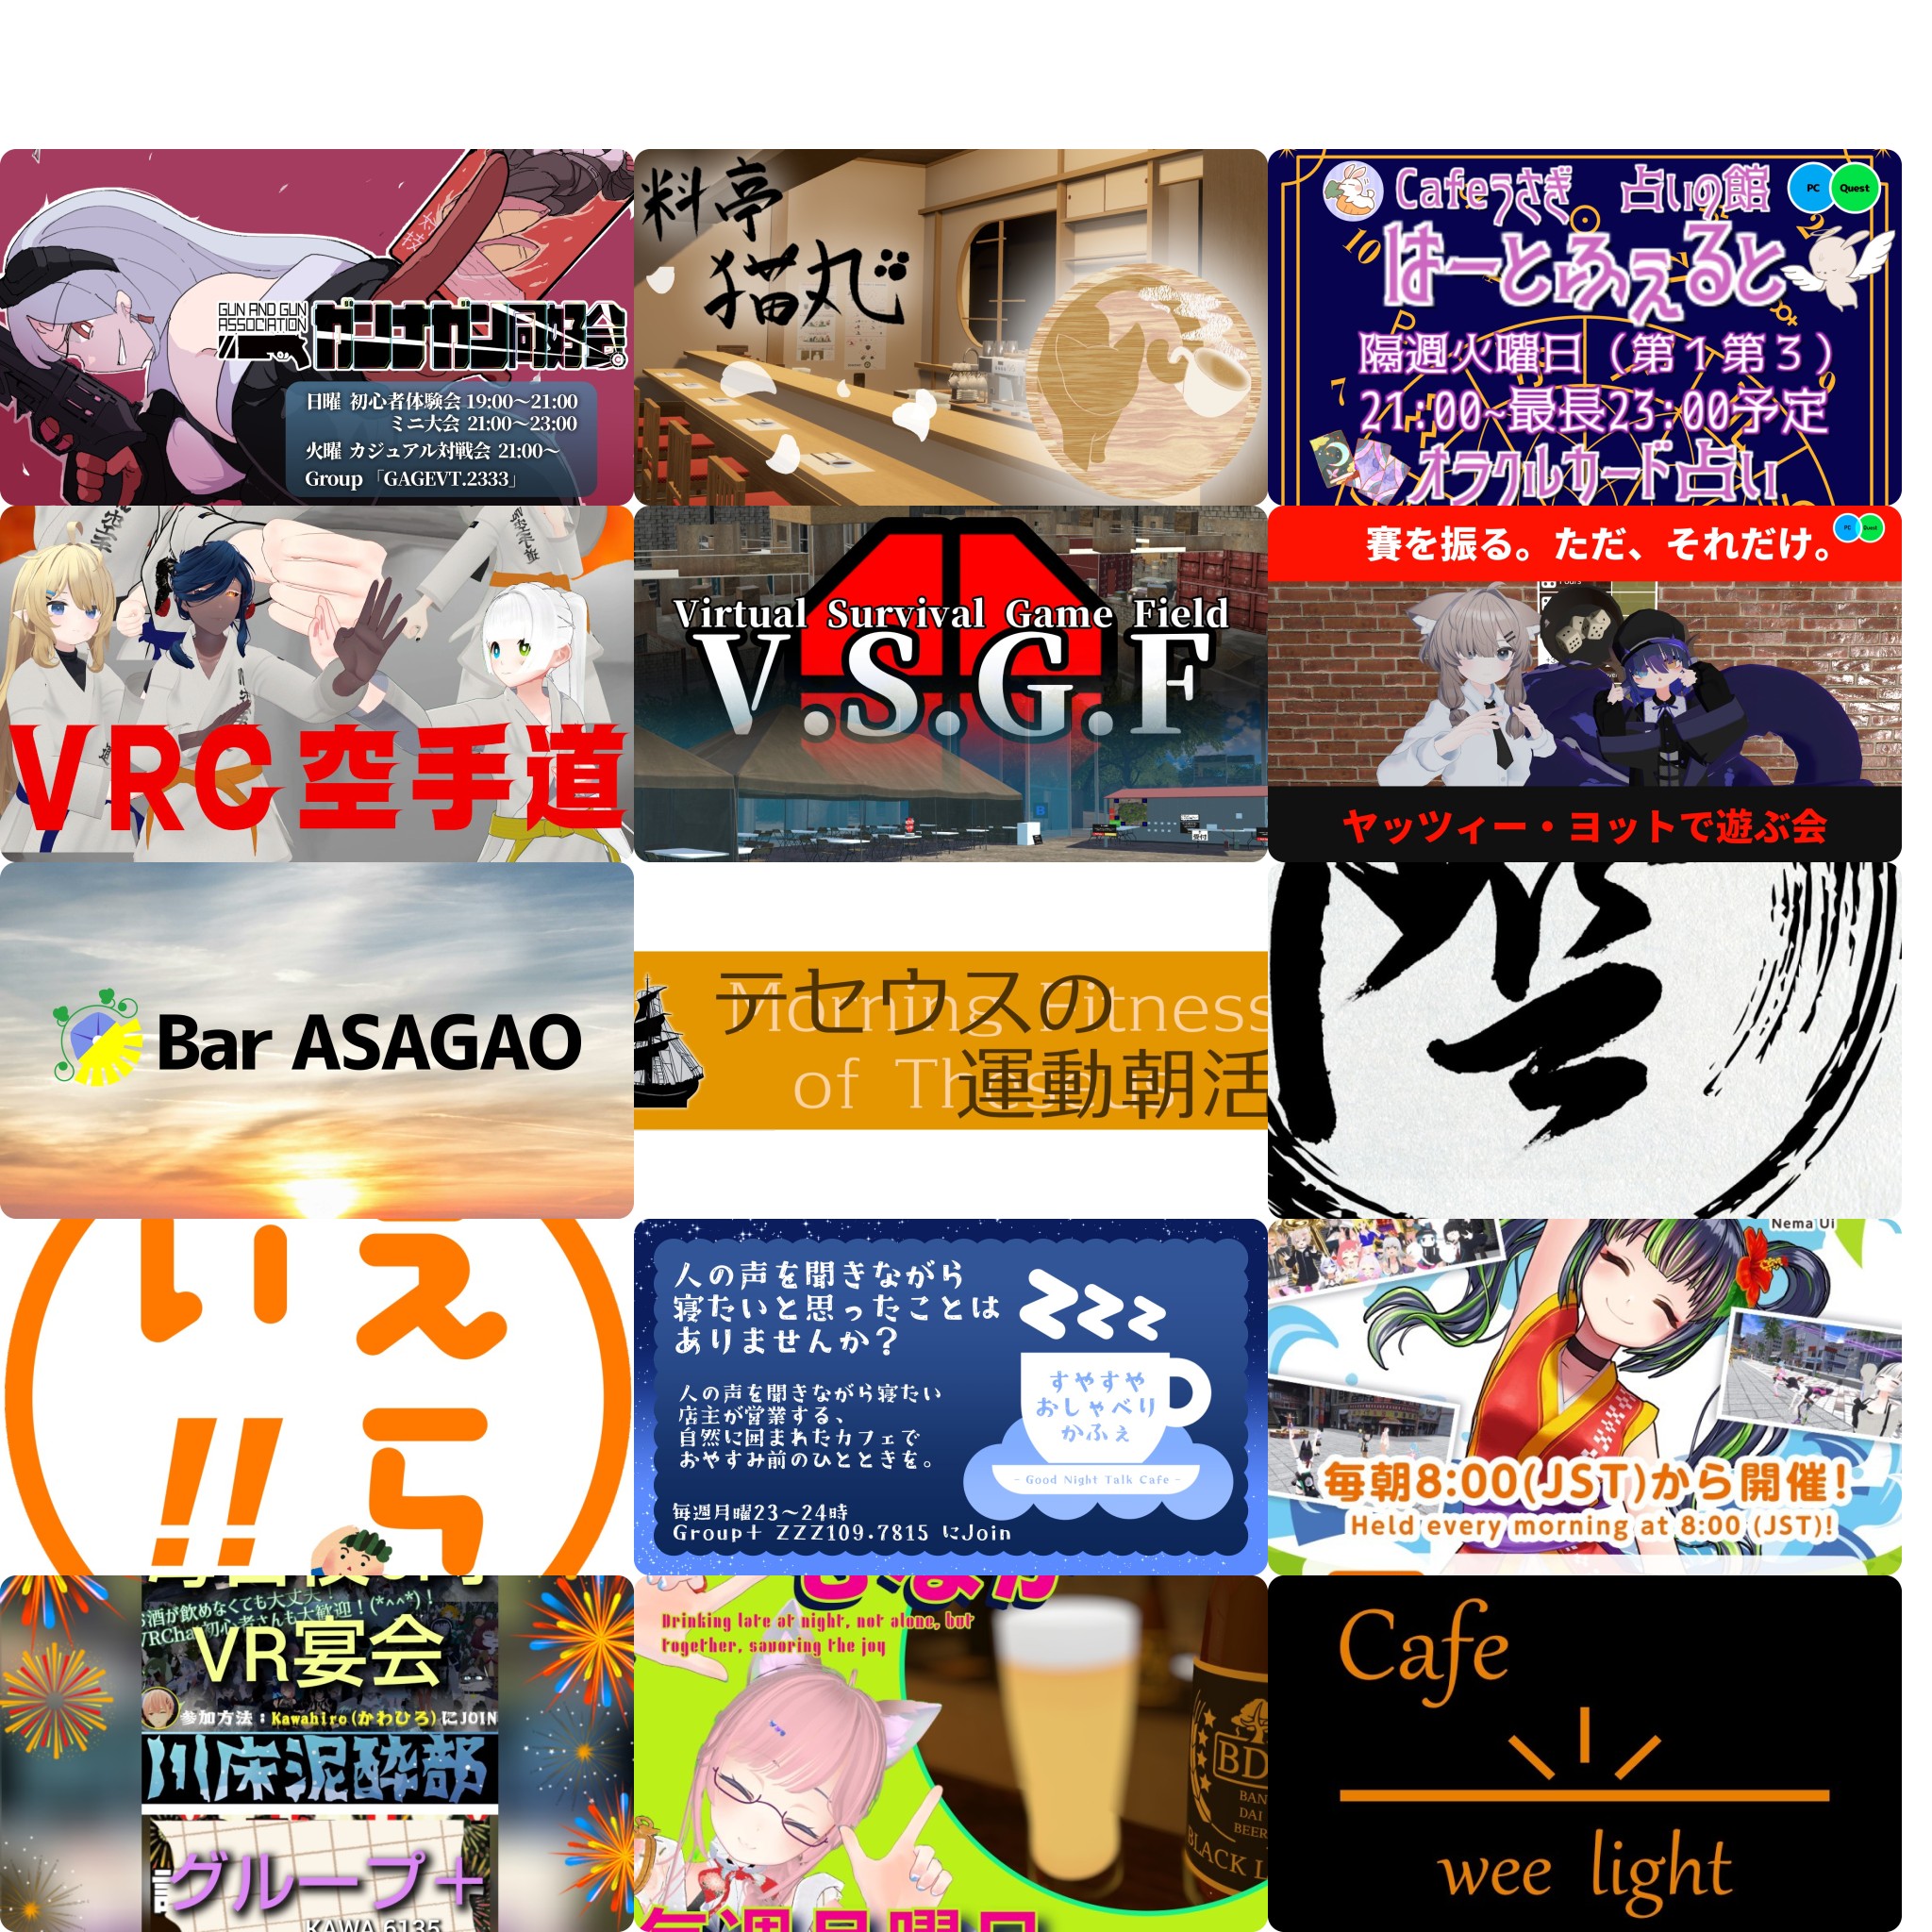 GUN AND GUN
ASSOCIATION
ガンナガン同好会
日曜 初心者体験会 19:00～21:00
ミニ大会 21:00～23:00
火曜 カジュアル対戦会 21:00～
Group「GAGEVT.2333」
料亭
猫丸
Cafeうさぎ 占いの館
PC Quest
はーとふぇると
隔週火曜日（第１第３）
21:00~最長23:00予定
オラクルカード占い
VRC空手道
Virtual Survival Game Field
V.S.G.F
賽を振る。ただ、それだけ。
PC Quest
ヤッツィー・ヨットで遊ぶ会
Bar ASAGAO
テセウスの
運動朝活
Morning Fitness
of Theseus
えら
い!!
人の声を聞きながら
寝たいと思ったことは
ありませんか？
人の声を聞きながら寝たい
店主が営業する、
自然に囲まれたカフェで
おやすみ前のひとときを。
毎週月曜23～24時
Group+ ZZZ109.7815 にJoin
zzz
すやすや
おしゃべり
かふぇ
- Good Night Talk Cafe -
Nema Ui
毎朝8:00(JST)から開催!
Held every morning at 8:00 (JST)!
お酒が飲めなくても大丈夫！
VRChat初心者さんも大歓迎！(*^^*)！
VR宴会
参加方法：Kawahiro(かわひろ)にJOIN
川床泥酔部
グループ+
KAWA.6135
Drinking late at night, not alone, but
together, savoring the joy
BLACK
毎週月曜日
Cafe
wee light